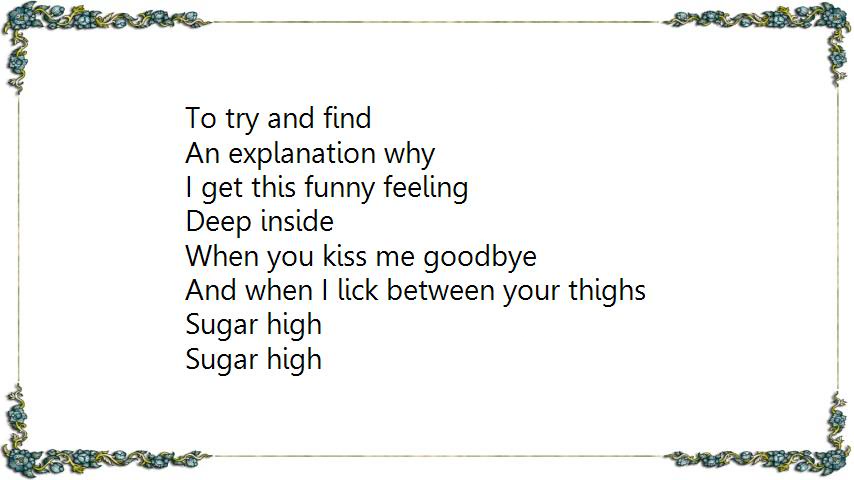 To try and find
An explanation why
I get this funny feeling
Deep inside
When you kiss me goodbye
And when I lick between your thighs
Sugar high
Sugar high